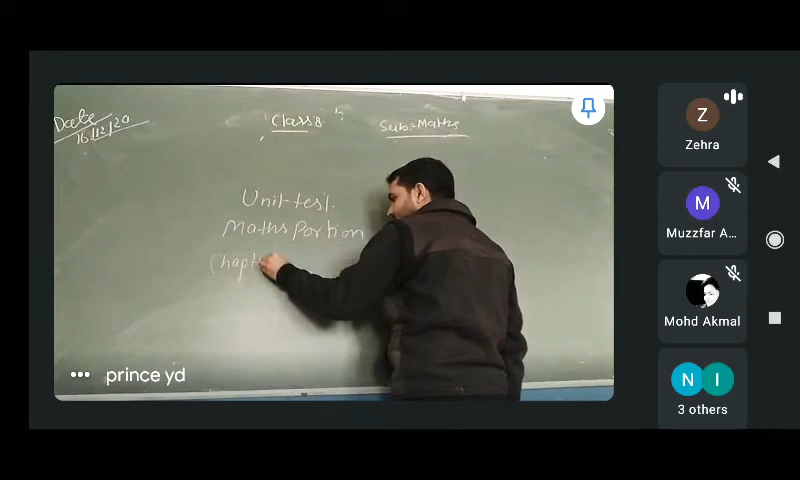 Date
16/12/20
Class 8
Sub:- Maths
Unit-test.
Maths Portion
Chapt
prince yd
Zehra
M
Muzzfar A...
Mohd Akmal
N I
3 others
Z